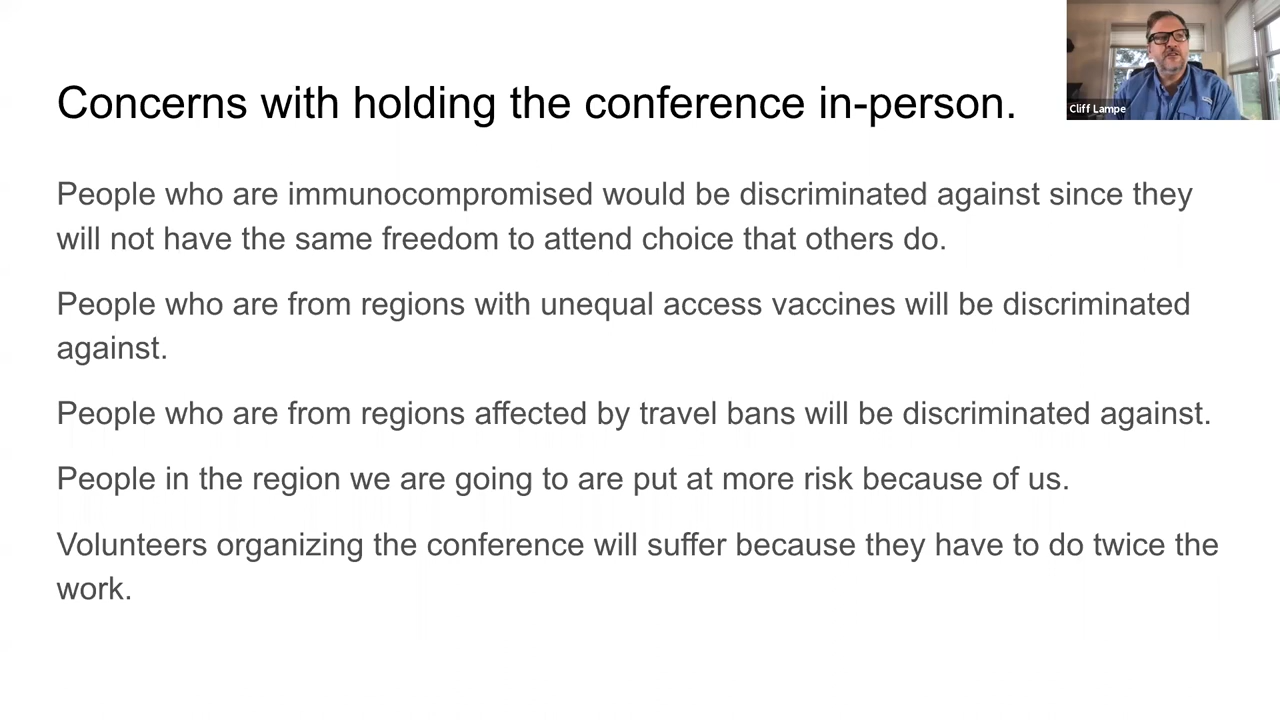 Concerns with holding the conference in-person.
Cliff Lampe
People who are immunocompromised would be discriminated against since they
will not have the same freedom to attend choice that others do.
People who are from regions with unequal access vaccines will be discriminated
against.
People who are from regions affected by travel bans will be discriminated against.
People in the region we are going to are put at more risk because of us.
Volunteers organizing the conference will suffer because they have to do twice the
work.